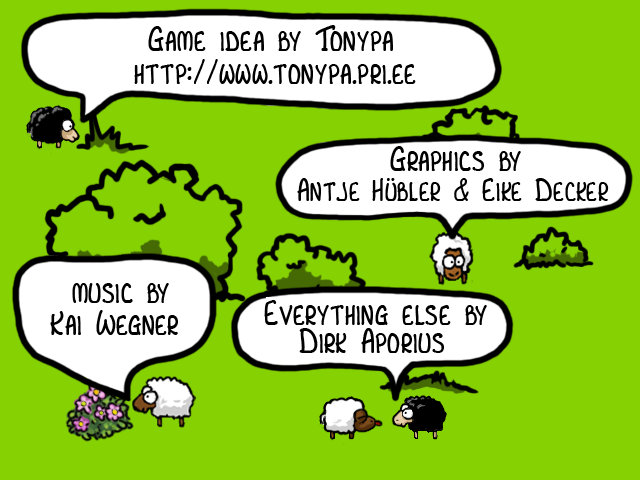 Game idea by Tonypa
http://www.tonypa.pri.ee
Graphics by
Antje Hübler & Eike Decker
music by
Kai Wegner
Everything else by
Dirk Aporius